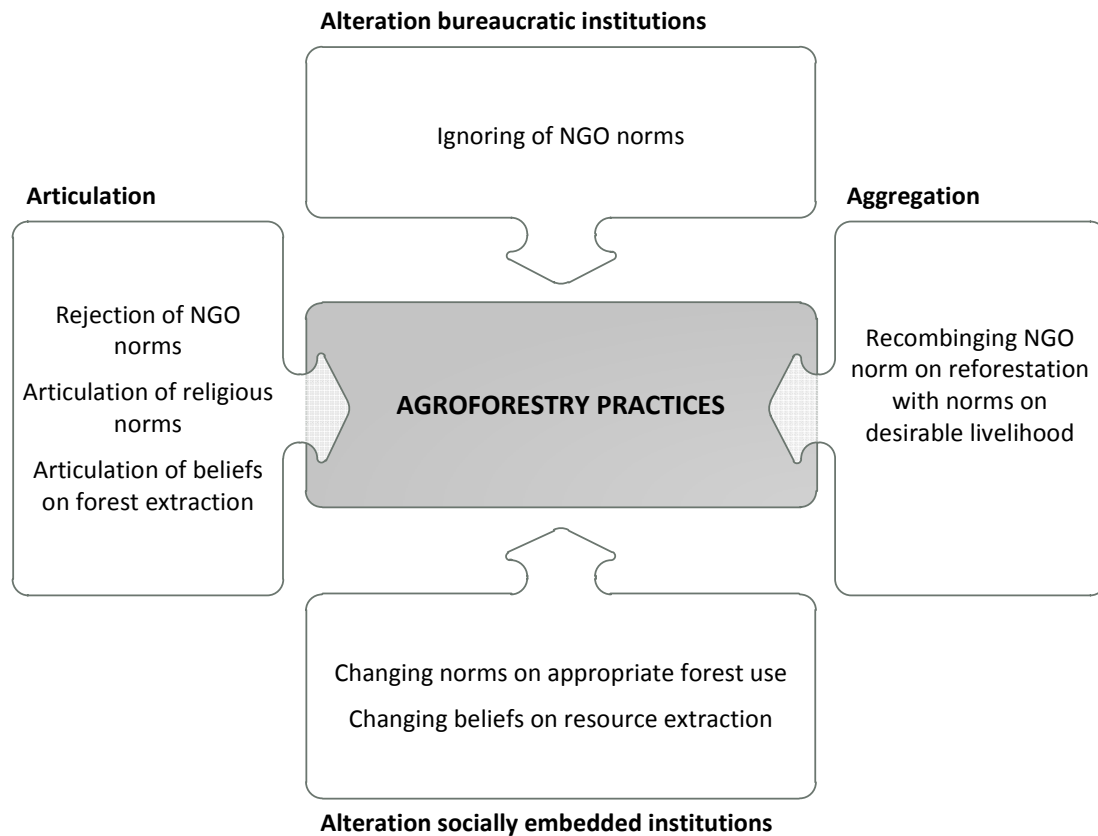 Alteration bureaucratic institutions
Ignoring of NGO norms
Articulation
Rejection of NGO
norms
Articulation of religious
norms
Articulation of beliefs
on forest extraction
AGROFORESTRY PRACTICES
Aggregation
Recombinging NGO
norm on reforestation
with norms on
desirable livelihood
Changing norms on appropriate forest use
Changing beliefs on resource extraction
Alteration socially embedded institutions